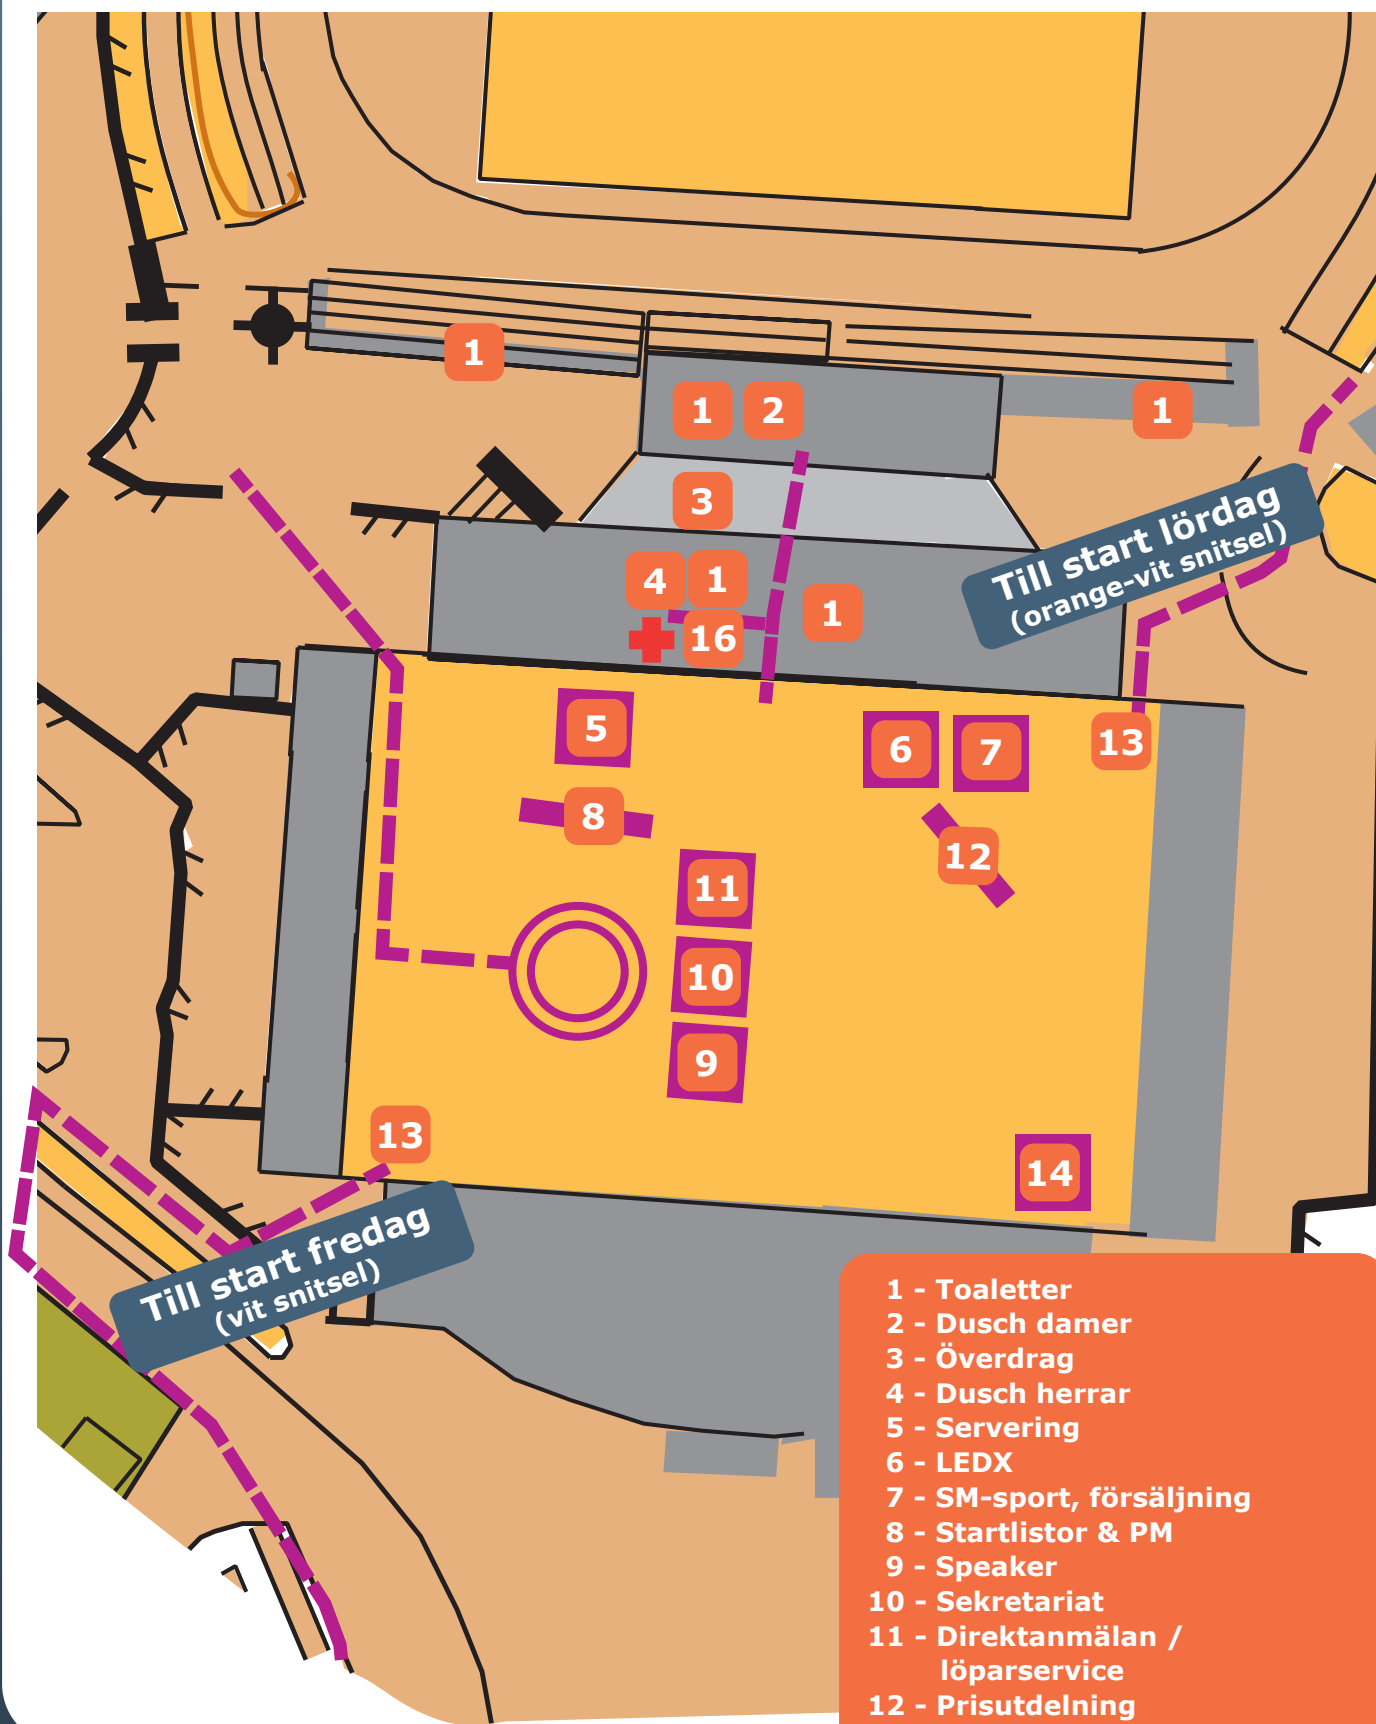 1
1
2
1
3
4
1
1
16
Till start lördag
(orange-vit snitsel)
5
6
7
13
8
12
11
10
9
13
14
Till start fredag
(vit snitsel)
1 - Toaletter
2 - Dusch damer
3 - Överdrag
4 - Dusch herrar
5 - Servering
6 - LEDX
7 - SM-sport, försäljning
8 - Startlistor & PM
9 - Speaker
10 - Sekretariat
11 - Direktanmälan /
löparservice
12 - Prisutdelning